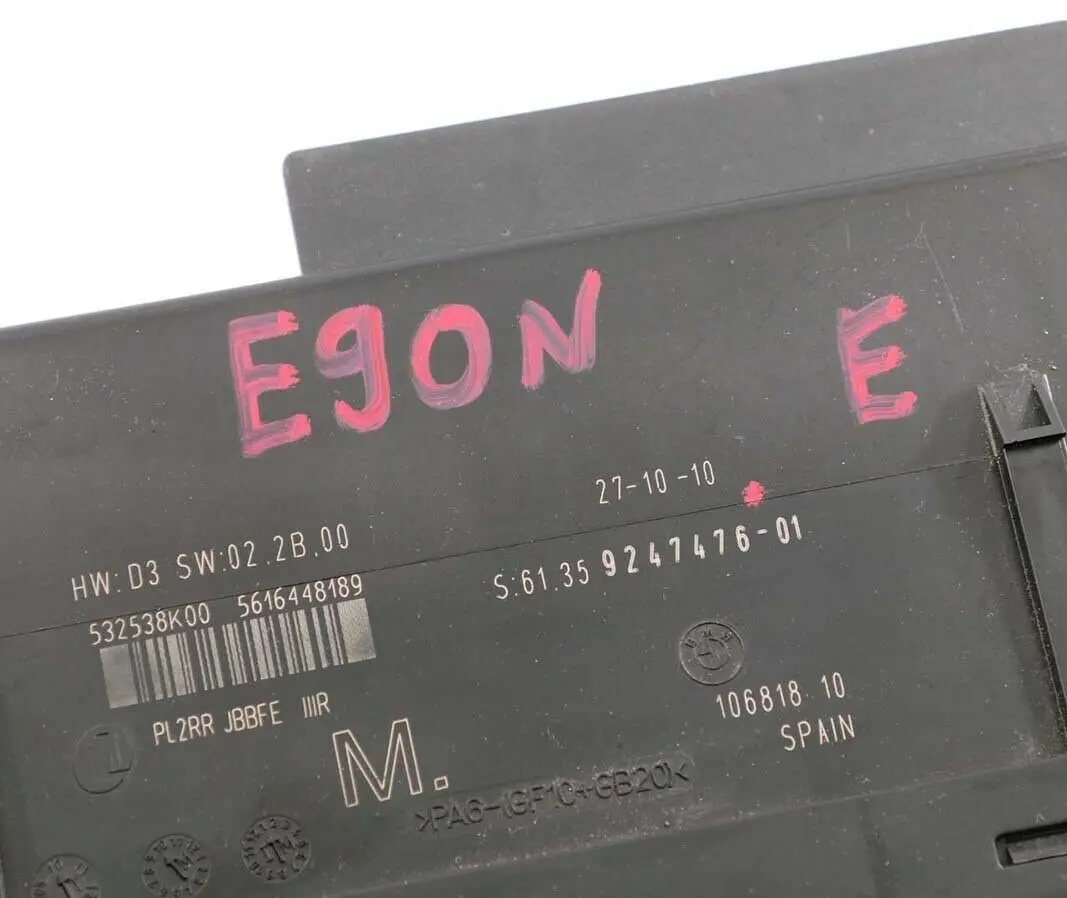 E90N E
27-10-10
HW:D3 SW:02.2B.00
S:61.35 9247476-01
532538K00 5616448189
106818 10
PL2RR JBBFE IIIR
SPAIN
M.
>PA6-(GF10+GB20)<